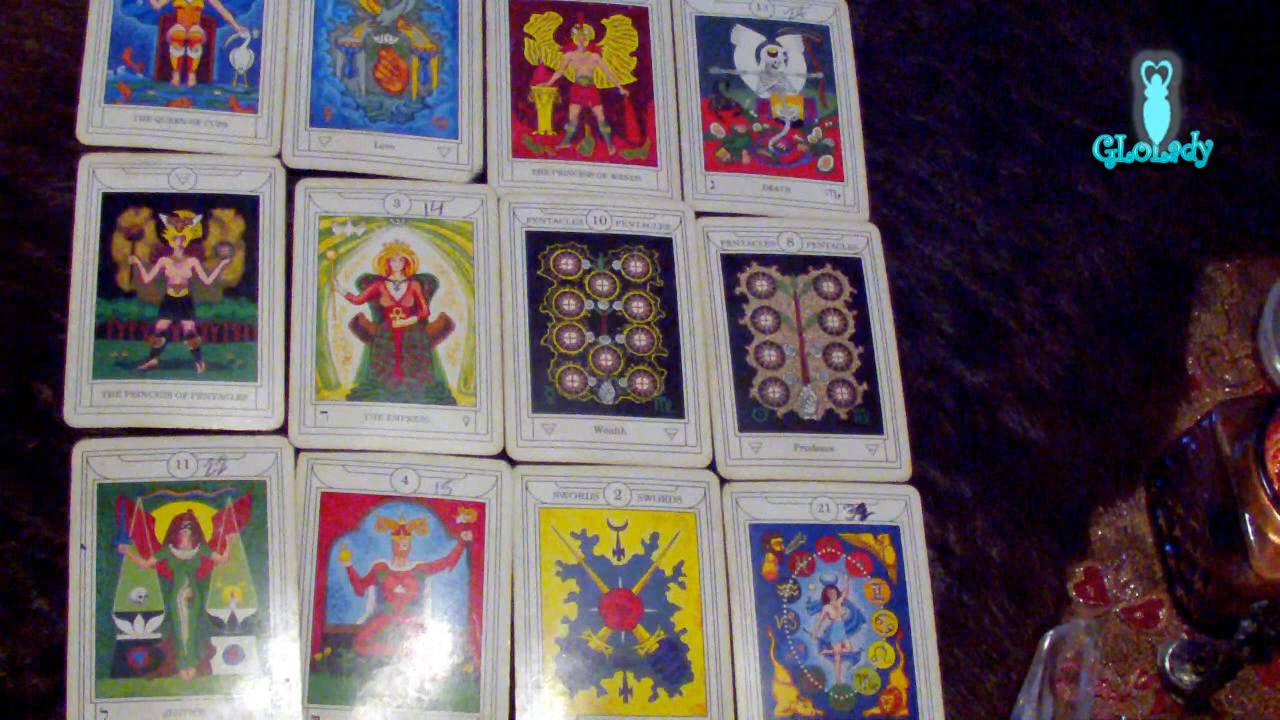 THE QUEEN OF CUPS
Love
THE PRINCESS OF WANDS
13
DEATH
GLoLady
THE PRINCESS OF PENTACLES
3 14
THE EMPRESS
PENTACLES 10 PENTACLES
Wealth
PENTACLES 8 PENTACLES
Prudence
11 22
JUSTICE
4 15
SWORDS 2 SWORDS
21